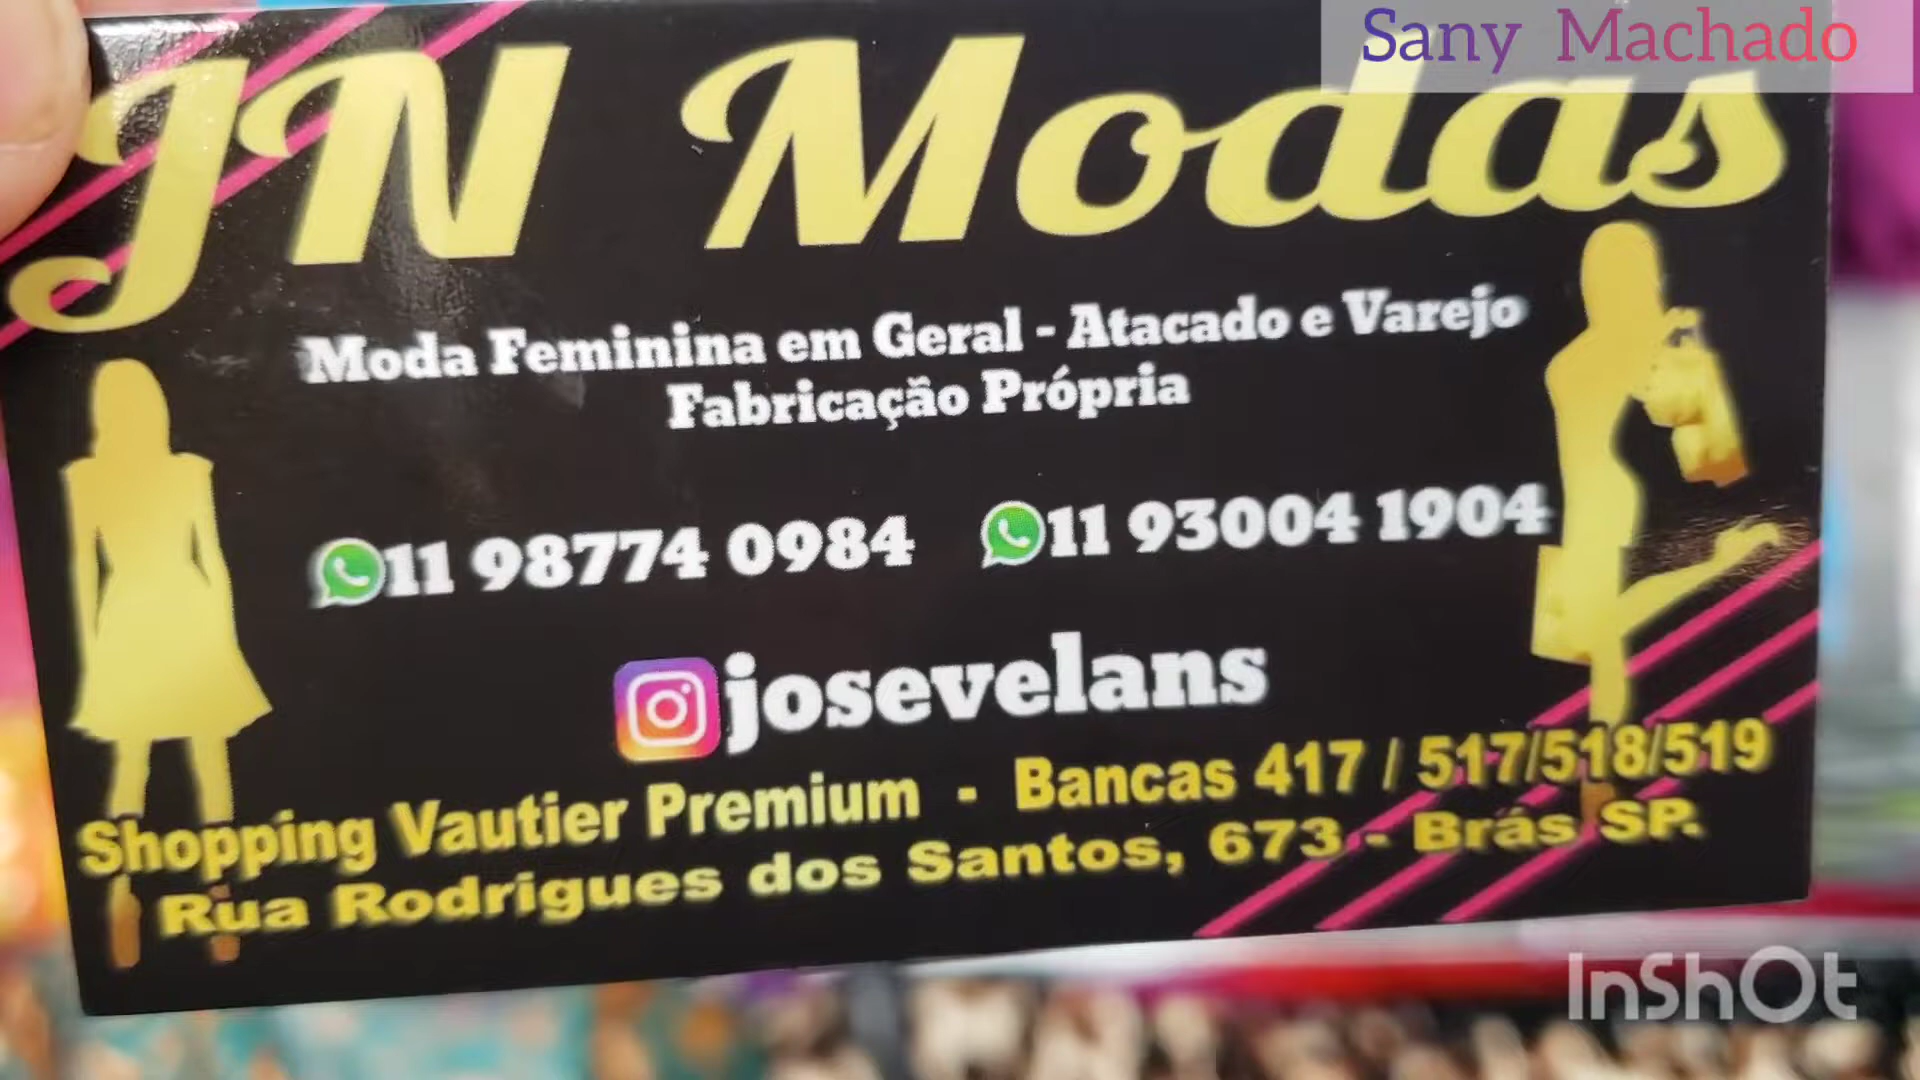 Sany Machado
JN Modas
Moda Feminina em Geral - Atacado e Varejo
Fabricação Própria
11 98774 0984 11 93004 1904
josevelans
Shopping Vautier Premium - Bancas 417 / 517/518/519
Rua Rodrigues dos Santos, 673 - Brás SP.
InShOt